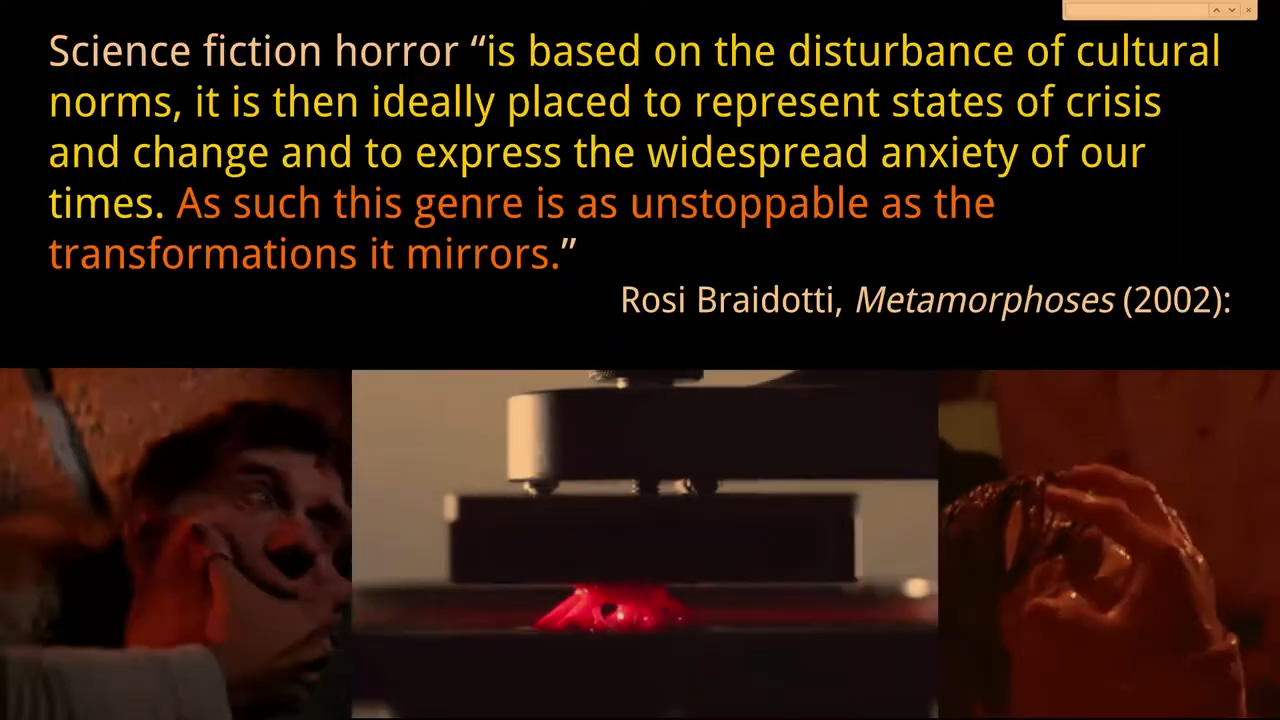 Science fiction horror “is based on the disturbance of cultural
norms, it is then ideally placed to represent states of crisis
and change and to express the widespread anxiety of our
times. As such this genre is as unstoppable as the
transformations it mirrors.”
Rosi Braidotti, Metamorphoses (2002):